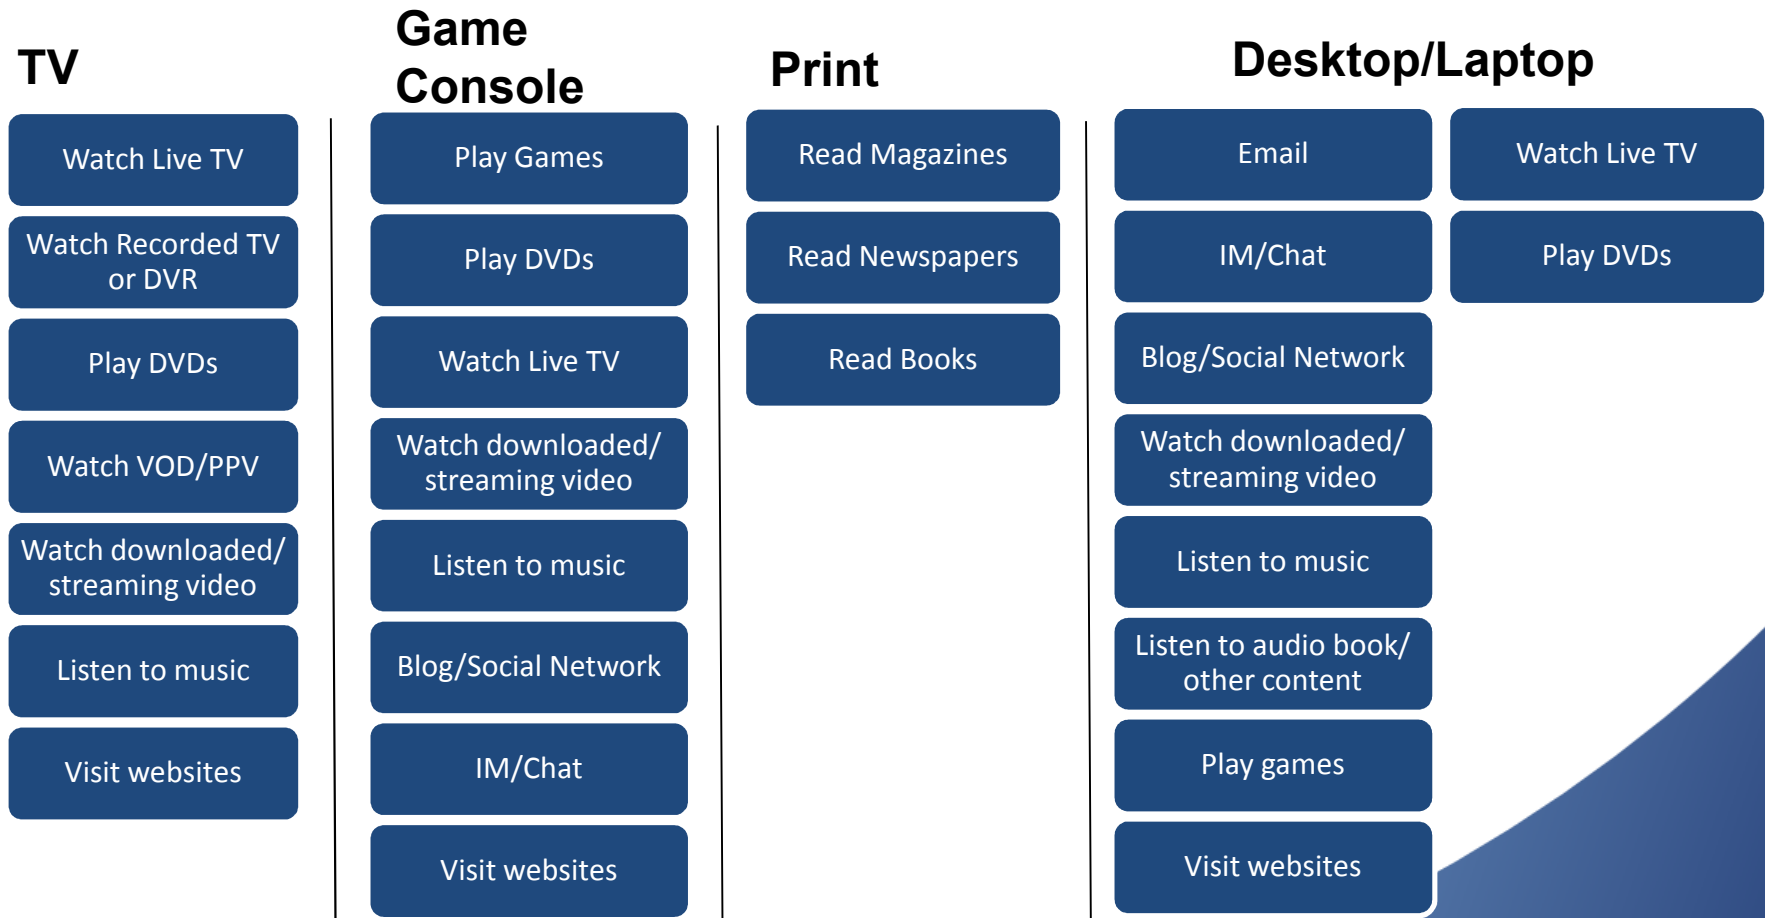 TV
Watch Live TV
Watch Recorded TV
or DVR
Play DVDs
Watch VOD/PPV
Watch downloaded/
streaming video
Listen to music
Visit websites
Game
Console
Play Games
Play DVDs
Watch Live TV
Watch downloaded/
streaming video
Listen to music
Blog/Social Network
IM/Chat
Visit websites
Print
Read Magazines
Read Newspapers
Read Books
Desktop/Laptop
Email
IM/Chat
Blog/Social Network
Watch downloaded/
streaming video
Listen to music
Listen to audio book/
other content
Play games
Visit websites
Watch Live TV
Play DVDs